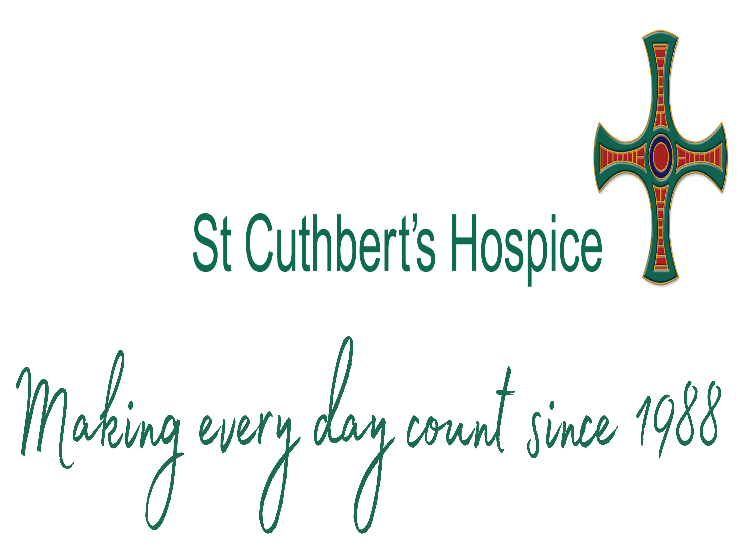 St Cuthbert’s Hospice
Making every day count since 1988